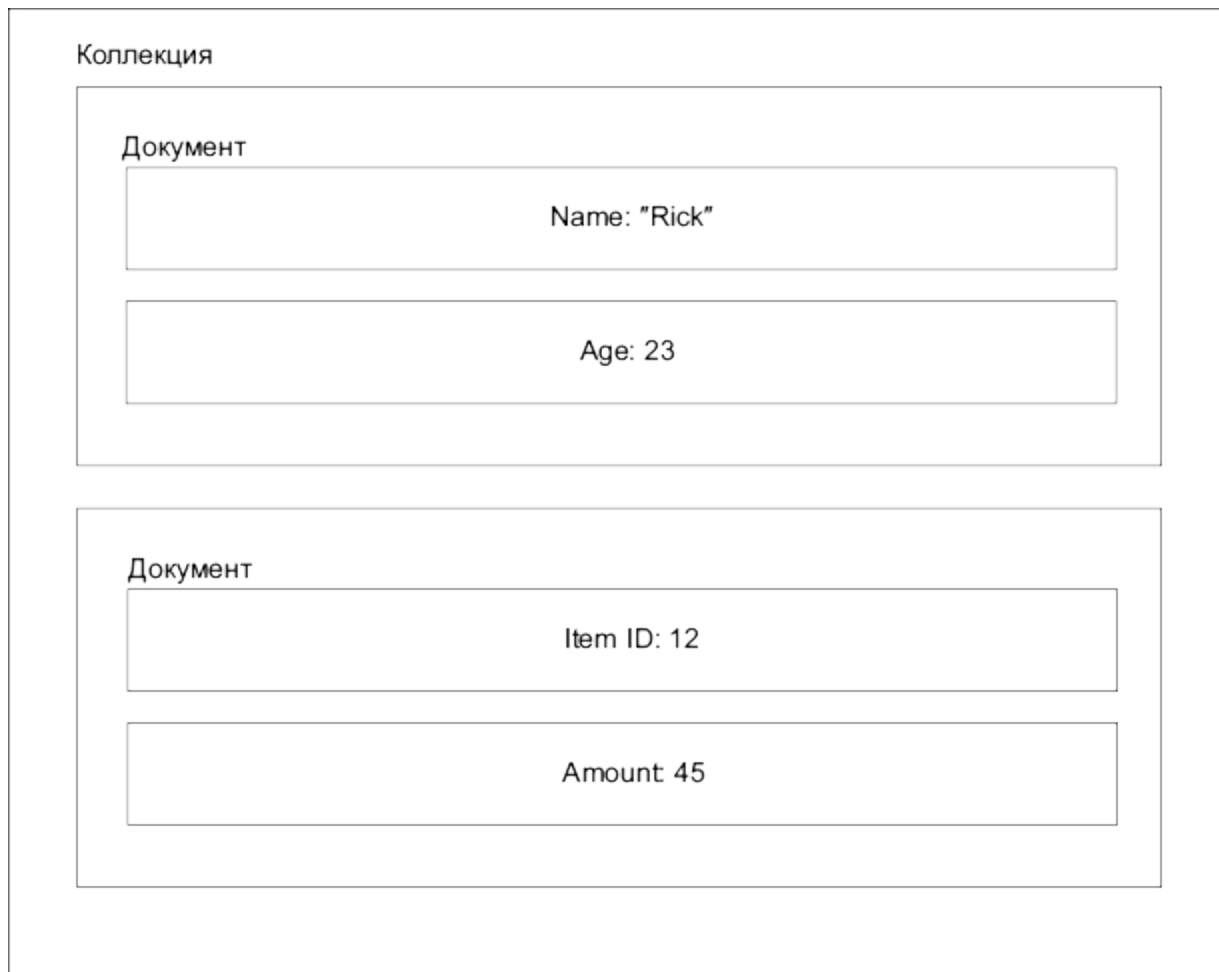 Коллекция
Документ
Name: "Rick"
Age: 23
Документ
Item ID: 12
Amount: 45